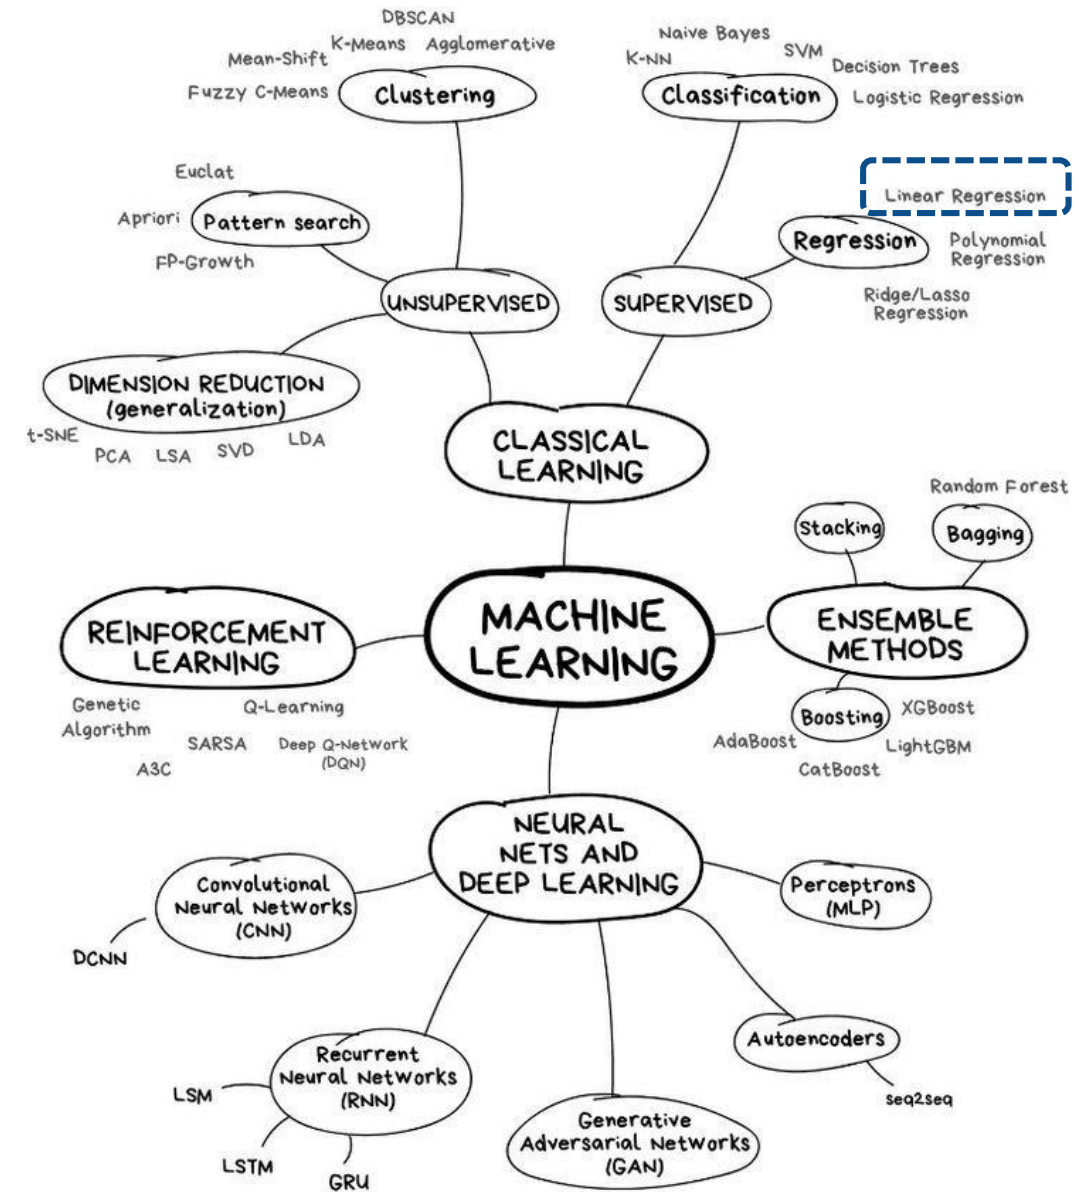 DBSCAN
K-Means
Agglomerative
Mean-Shift
Fuzzy C-Means
Clustering
Naive Bayes
SVM
K-NN
Decision Trees
Classification
Logistic Regression
Euclat
Apriori
Pattern search
FP-Growth
Linear Regression
Regression
Polynomial
Regression
Ridge/Lasso
Regression
UNSUPERVISED
SUPERVISED
DIMENSION REDUCTION
(generalization)
t-SNE
PCA
LSA
SVD
LDA
CLASSICAL
LEARNING
Random Forest
Stacking
Bagging
MACHINE
LEARNING
ENSEMBLE
METHODS
REINFORCEMENT
LEARNING
Genetic
Algorithm
Q-Learning
SARSA
Deep Q-Network
(DQN)
A3C
Boosting
XGBoost
AdaBoost
LightGBM
CatBoost
NEURAL
NETS AND
DEEP LEARNING
Convolutional
Neural Networks
(CNN)
DCNN
Perceptrons
(MLP)
Autoencoders
seq2seq
Recurrent
Neural Networks
(RNN)
LSM
LSTM
GRU
Generative
Adversarial Networks
(GAN)